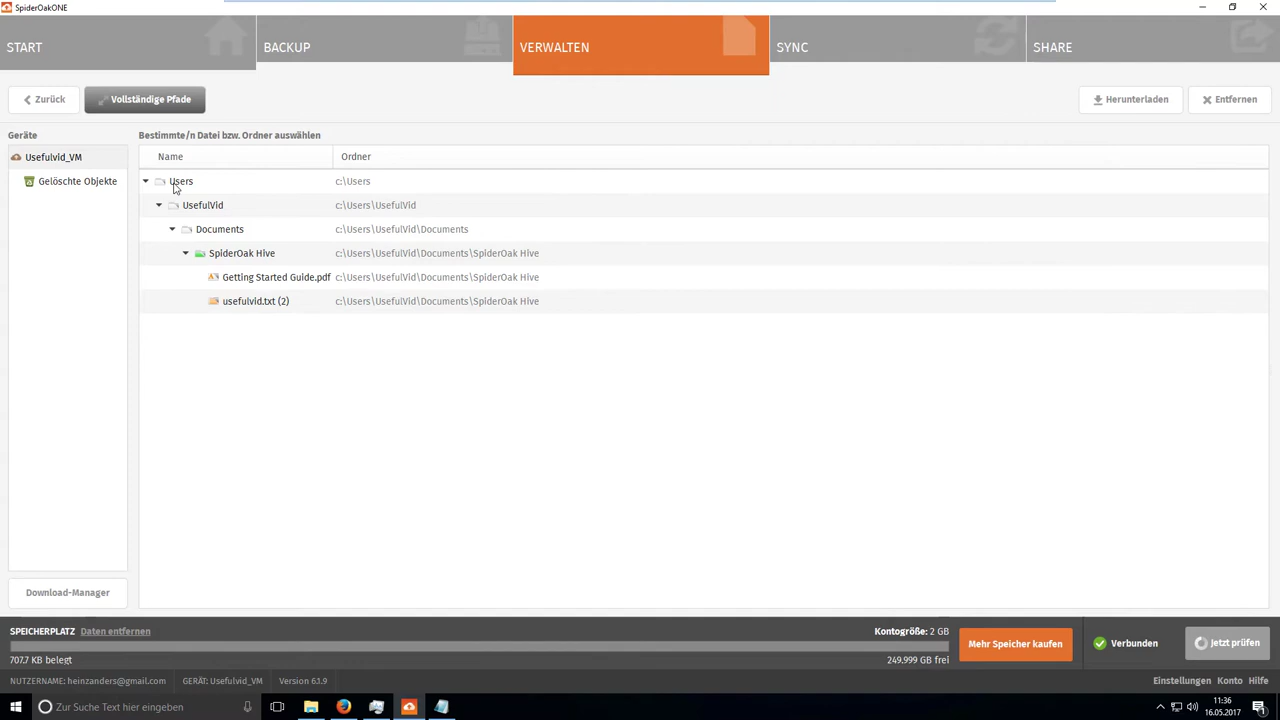 SpiderOakONE
START
BACKUP
VERWALTEN
SYNC
SHARE
Zurück
Vollständige Pfade
Herunterladen
Entfernen
Geräte
Bestimmte/n Datei bzw. Ordner auswählen
Usefulvid_VM
Gelöschte Objekte
Name
Ordner
Users
c:\Users
UsefulVid
c:\Users\UsefulVid
Documents
c:\Users\UsefulVid\Documents
SpiderOak Hive
c:\Users\UsefulVid\Documents\SpiderOak Hive
Getting Started Guide.pdf
c:\Users\UsefulVid\Documents\SpiderOak Hive
usefulvid.txt (2)
c:\Users\UsefulVid\Documents\SpiderOak Hive
Download-Manager
SPEICHERPLATZ
Daten entfernen
Kontogröße: 2 GB
707.7 KB belegt
249,999 GB frei
Mehr Speicher kaufen
Verbunden
Jetzt prüfen
NUTZERNAME: heinzanders@gmail.com
GERÄT: Usefulvid_VM
Version 6.1.9
Einstellungen
Konto
Hilfe
Zur Suche Text hier eingeben
11:36
16.05.2017
1